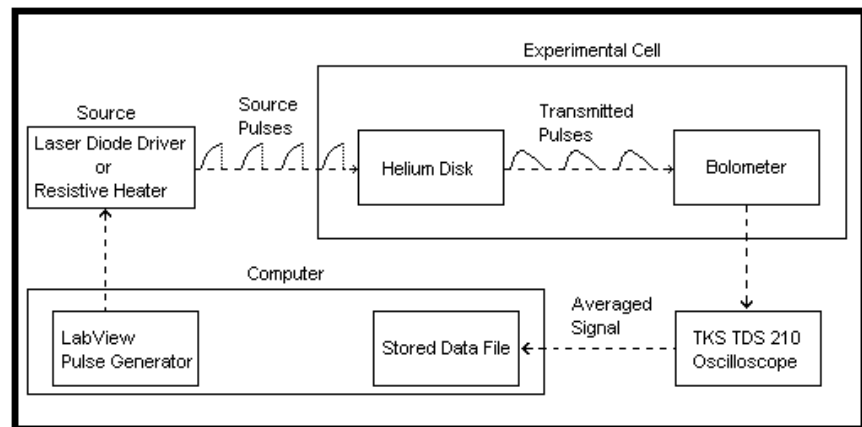 Experimental Cell
Source
Source
Pulses
Transmitted
Pulses
Laser Diode Driver
or
Resistive Heater
Helium Disk
Bolometer
Computer
LabView
Pulse Generator
Stored Data File
Averaged
Signal
TKS TDS 210
Oscilloscope